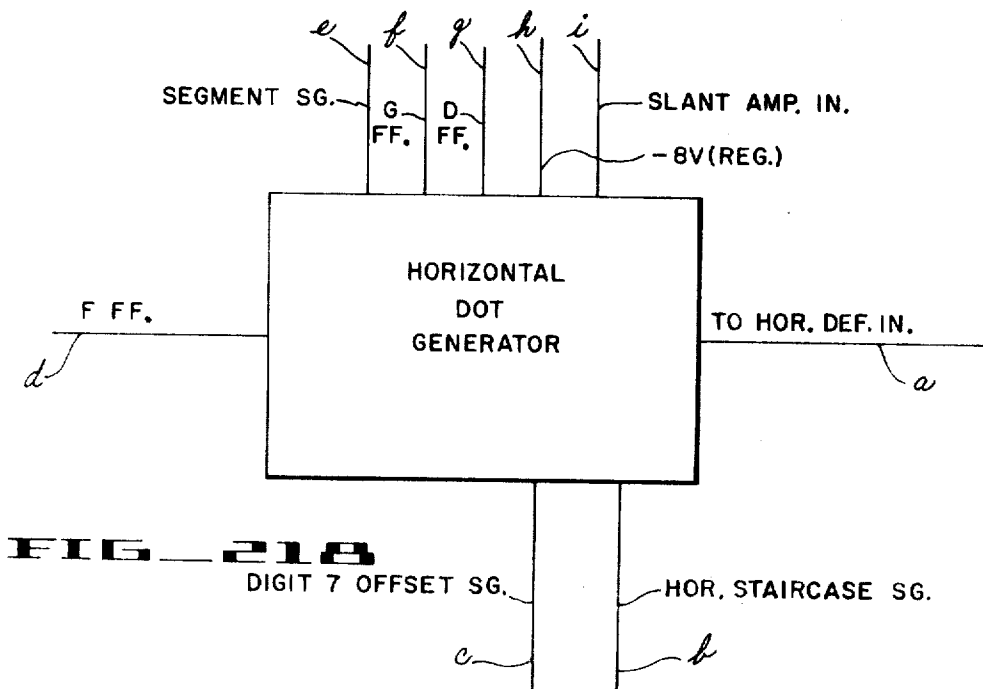 e f g h i
SEGMENT SG.
G FF.
D FF.
SLANT AMP. IN.
-8V (REG.)
HORIZONTAL
DOT
GENERATOR
F FF.
TO HOR. DEF. IN.
d
a
FIG_21A
DIGIT 7 OFFSET SG.
HOR. STAIRCASE SG.
c
b